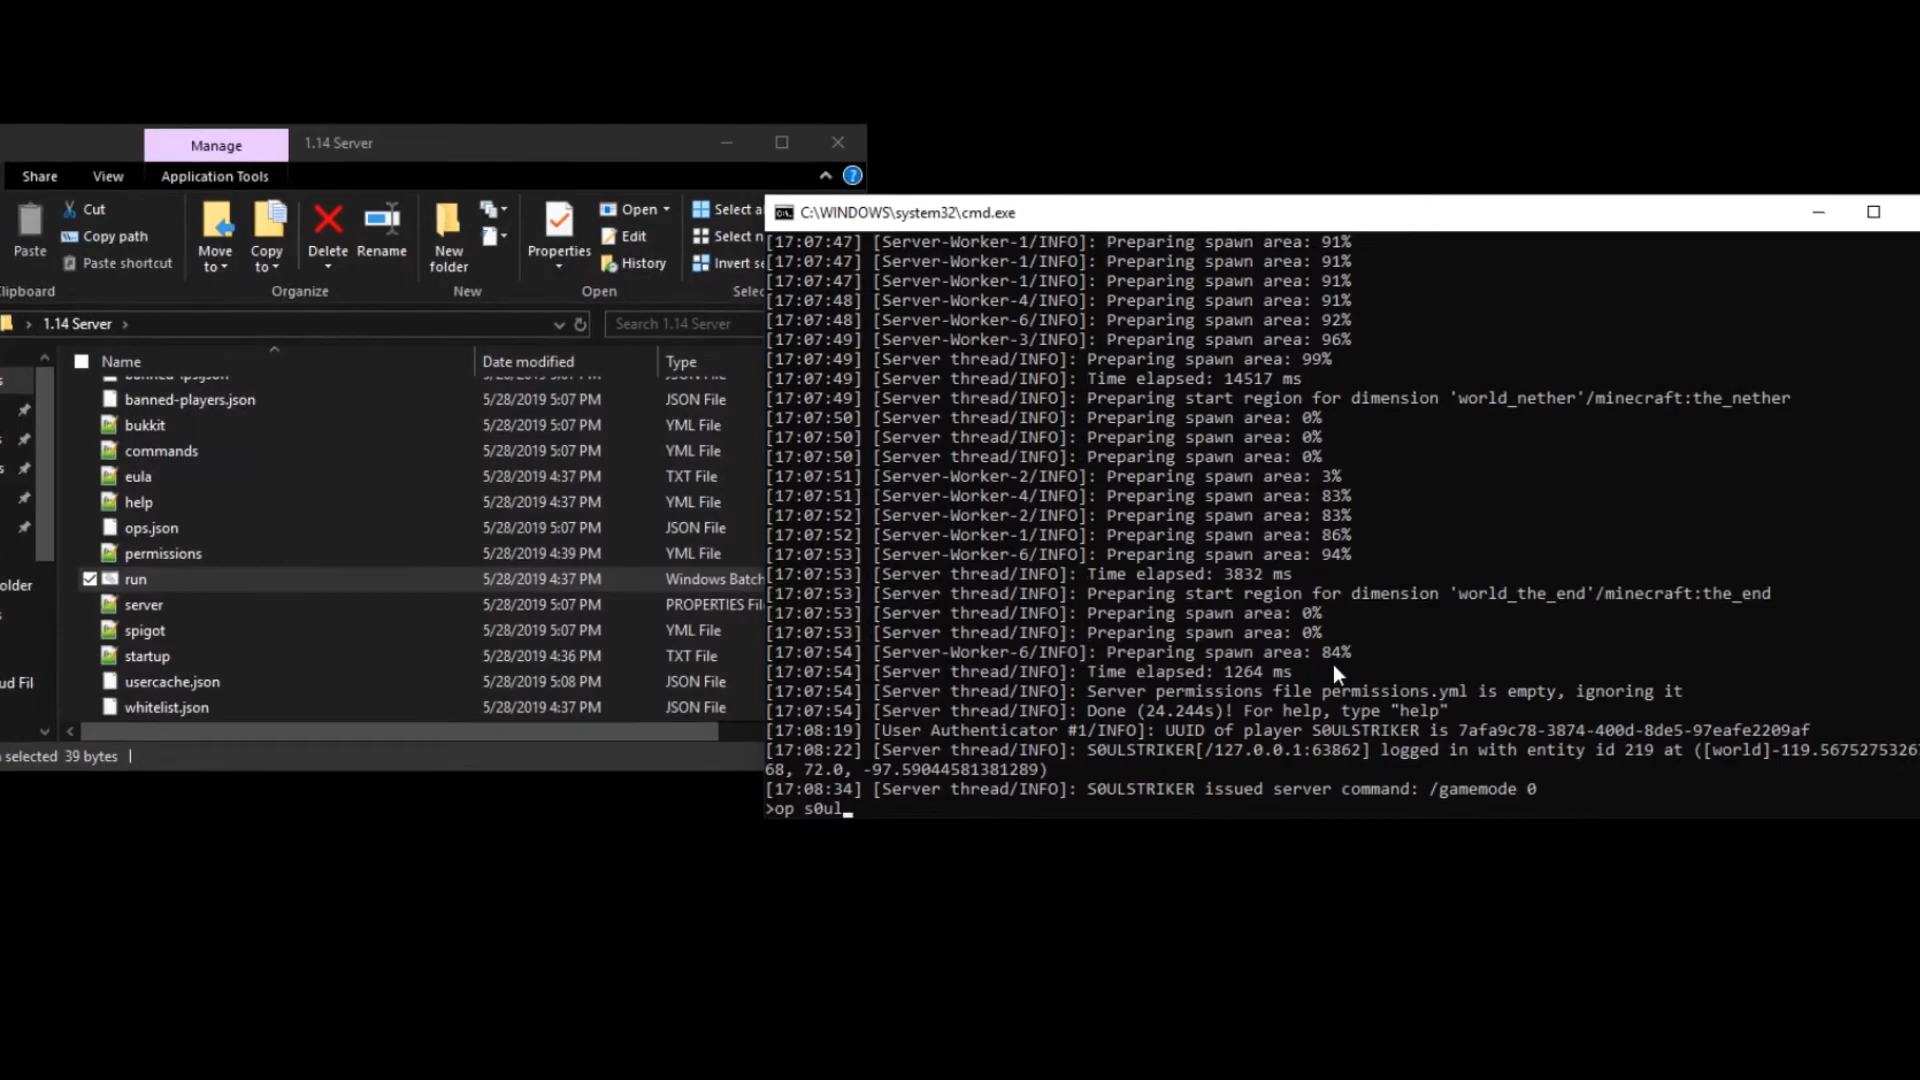 Manage
1.14 Server
Share
View
Application Tools
Paste
Cut
Copy path
Paste shortcut
Move to
Copy to
Delete
Rename
New folder
Properties
Open
Edit
History
Select
Select
Invert
Clipboard
Organize
New
Open
1.14 Server
Search 1.14 Server
Name
Date modified
Type
banned-players.json 5/28/2019 5:07 PM JSON File
bukkit 5/28/2019 5:07 PM YML File
commands 5/28/2019 5:07 PM YML File
eula 5/28/2019 4:37 PM TXT File
help 5/28/2019 4:37 PM YML File
ops.json 5/28/2019 5:07 PM JSON File
permissions 5/28/2019 4:39 PM YML File
run 5/28/2019 4:37 PM Windows Batch
server 5/28/2019 5:07 PM PROPERTIES Fil
spigot 5/28/2019 5:07 PM YML File
startup 5/28/2019 4:36 PM TXT File
usercache.json 5/28/2019 5:08 PM JSON File
whitelist.json 5/28/2019 4:37 PM JSON File
older
ud Fil
selected 39 bytes
C:\WINDOWS\system32\cmd.exe
[17:07:47] [Server-Worker-1/INFO]: Preparing spawn area: 91%
[17:07:47] [Server-Worker-1/INFO]: Preparing spawn area: 91%
[17:07:47] [Server-Worker-1/INFO]: Preparing spawn area: 91%
[17:07:48] [Server-Worker-4/INFO]: Preparing spawn area: 91%
[17:07:48] [Server-Worker-6/INFO]: Preparing spawn area: 92%
[17:07:49] [Server-Worker-3/INFO]: Preparing spawn area: 96%
[17:07:49] [Server thread/INFO]: Preparing spawn area: 99%
[17:07:49] [Server thread/INFO]: Time elapsed: 14517 ms
[17:07:49] [Server thread/INFO]: Preparing start region for dimension 'world_nether'/minecraft:the_nether
[17:07:50] [Server thread/INFO]: Preparing spawn area: 0%
[17:07:50] [Server thread/INFO]: Preparing spawn area: 0%
[17:07:50] [Server thread/INFO]: Preparing spawn area: 0%
[17:07:51] [Server-Worker-2/INFO]: Preparing spawn area: 3%
[17:07:51] [Server-Worker-4/INFO]: Preparing spawn area: 83%
[17:07:52] [Server-Worker-2/INFO]: Preparing spawn area: 83%
[17:07:52] [Server-Worker-1/INFO]: Preparing spawn area: 86%
[17:07:53] [Server-Worker-6/INFO]: Preparing spawn area: 94%
[17:07:53] [Server thread/INFO]: Time elapsed: 3832 ms
[17:07:53] [Server thread/INFO]: Preparing start region for dimension 'world_the_end'/minecraft:the_end
[17:07:53] [Server thread/INFO]: Preparing spawn area: 0%
[17:07:53] [Server thread/INFO]: Preparing spawn area: 0%
[17:07:54] [Server-Worker-6/INFO]: Preparing spawn area: 84%
[17:07:54] [Server thread/INFO]: Time elapsed: 1264 ms
[17:07:54] [Server thread/INFO]: Server permissions file permissions.yml is empty, ignoring it
[17:07:54] [Server thread/INFO]: Done (24.244s)! For help, type "help"
[17:08:19] [User Authenticator #1/INFO]: UUID of player S0ULSTRIKER is 7afa9c78-3874-400d-8de5-97eafe2209af
[17:08:22] [Server thread/INFO]: S0ULSTRIKER[/127.0.0.1:63862] logged in with entity id 219 at ([world]-119.5675275326
68, 72.0, -97.59044581381289)
[17:08:34] [Server thread/INFO]: S0ULSTRIKER issued server command: /gamemode 0
>op s0ul_